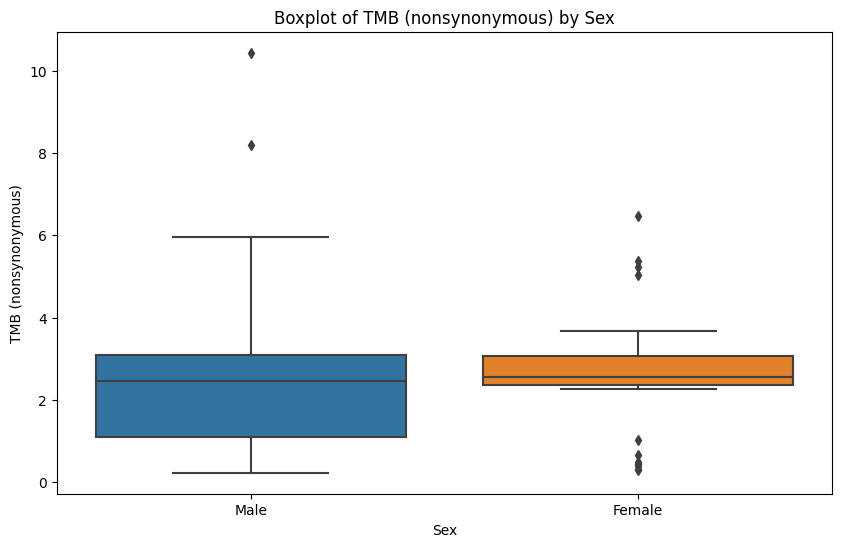 Boxplot of TMB (nonsynonymous) by Sex
TMB (nonsynonymous)
10
8
6
4
2
0
Male
Female
Sex